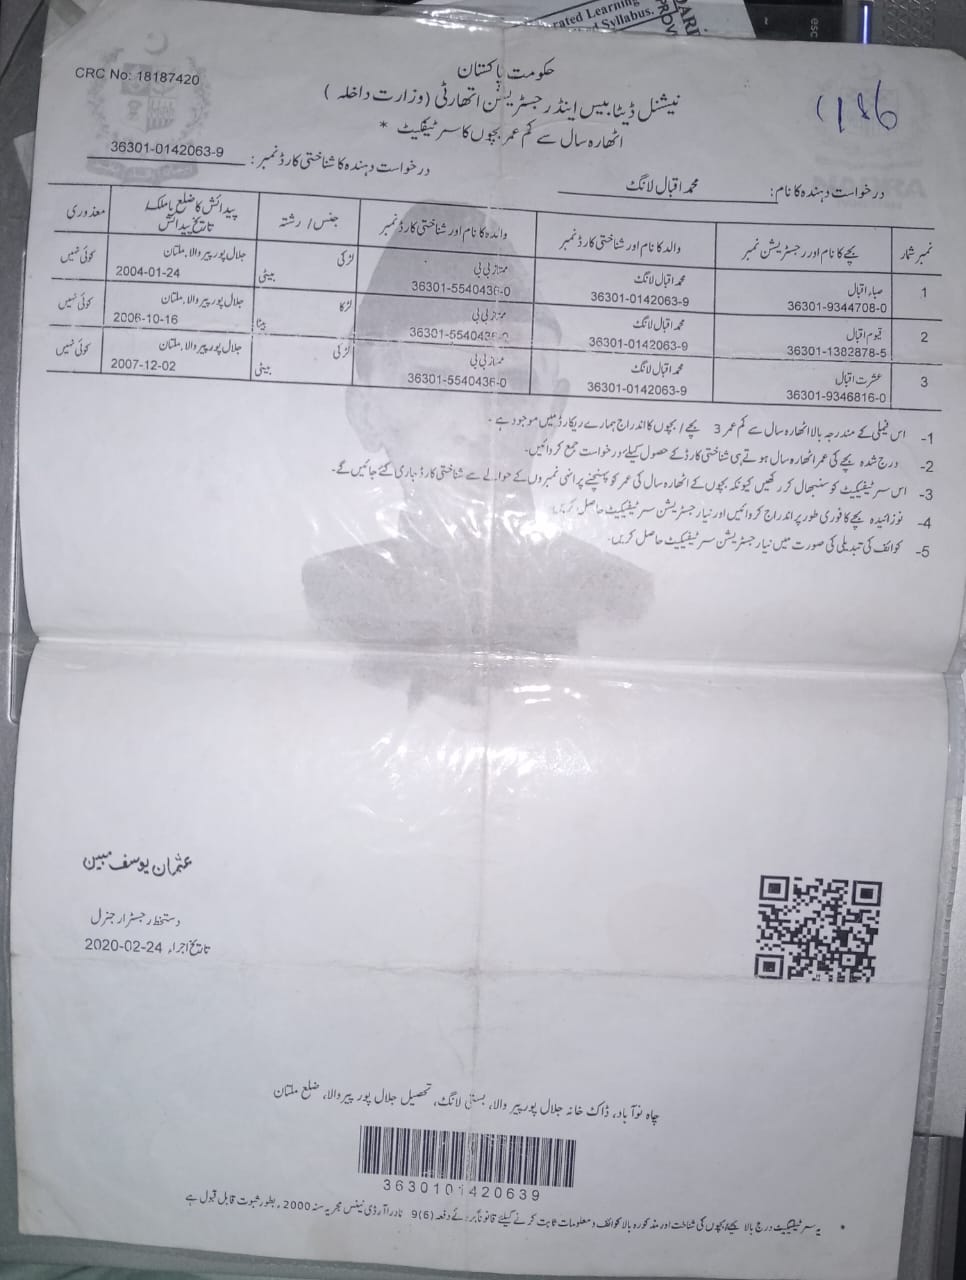 rated Learning
Syllabus.
esc
CRC No: 18187420
حکومت پاکستان
نیشنل ڈیٹا بیس اینڈ رجسٹریشن اتھارٹی (وزارت داخلہ)
اٹھارہ سال سے کم عمر بچوں کا سرٹیفکیٹ *
درخواست دہندہ کا شناختی کارڈ نمبر: 36301-0142063-9
درخواست دہندہ کا نام: محمد اقبال لانگ
نمبر شمار بچے کا نام اور رجسٹریشن نمبر والد کا نام اور شناختی کارڈ نمبر والدہ کا نام اور شناختی کارڈ نمبر جنس / رشتہ پیدائش کا ضلع یا ملک / تاریخ پیدائش معذوری
1 صباء اقبال محمد اقبال لانگ ممتاز بی بی لڑکی جلال پور پیر والا، ملتان کوئی نہیں
36301-9344708-0 36301-0142063-9 36301-5540436-0 بیٹی 2004-01-24
2 قیوم اقبال محمد اقبال لانگ ممتاز بی بی لڑکا جلال پور پیر والا، ملتان کوئی نہیں
36301-1382878-5 36301-0142063-9 36301-5540436-0 بیٹا 2006-10-16
3 عشرت اقبال محمد اقبال لانگ ممتاز بی بی لڑکی جلال پور پیر والا، ملتان کوئی نہیں
36301-9346816-0 36301-0142063-9 36301-5540436-0 بیٹی 2007-12-02
1- اس فیملی کے مندرجہ بالا اٹھارہ سال سے کم عمر 3 بچے / بچوں کا اندراج ہمارے ریکارڈ میں موجود ہے۔
2- درج شدہ بچے کی عمر اٹھارہ سال ہوتے ہی شناختی کارڈ کے حصول کیلئے درخواست جمع کروائیں۔
3- اس سرٹیفکیٹ کو سنبھال کر رکھیں کیونکہ بچوں کے اٹھارہ سال کی عمر کو پہنچنے پر انہی نمبروں کے حوالے سے شناختی کارڈ جاری کئے جائیں گے۔
4- نوزائیدہ بچے کا فوری طور پر اندراج کروائیں اور نیا رجسٹریشن سرٹیفکیٹ حاصل کریں۔
5- کوائف کی تبدیلی کی صورت میں نیا رجسٹریشن سرٹیفکیٹ حاصل کریں۔
عثمان یوسف مبین
دستخط رجسٹرار جنرل
تاریخ اجراء 2020-02-24
چاہ نو آباد، ڈاک خانہ جلال پور پیر والا، بستی لانگ، تحصیل جلال پور پیر والا، ضلع ملتان
3630101420639
* یہ سرٹیفکیٹ درج بالا بچے / بچوں کی شناخت اور مندرجہ بالا کوائف و معلومات ثابت کرنے کیلئے قانوناً برائے دفعہ 9(6) نادرا آرڈیننس مجریہ سنہ 2000، بطور ثبوت قابل قبول ہے